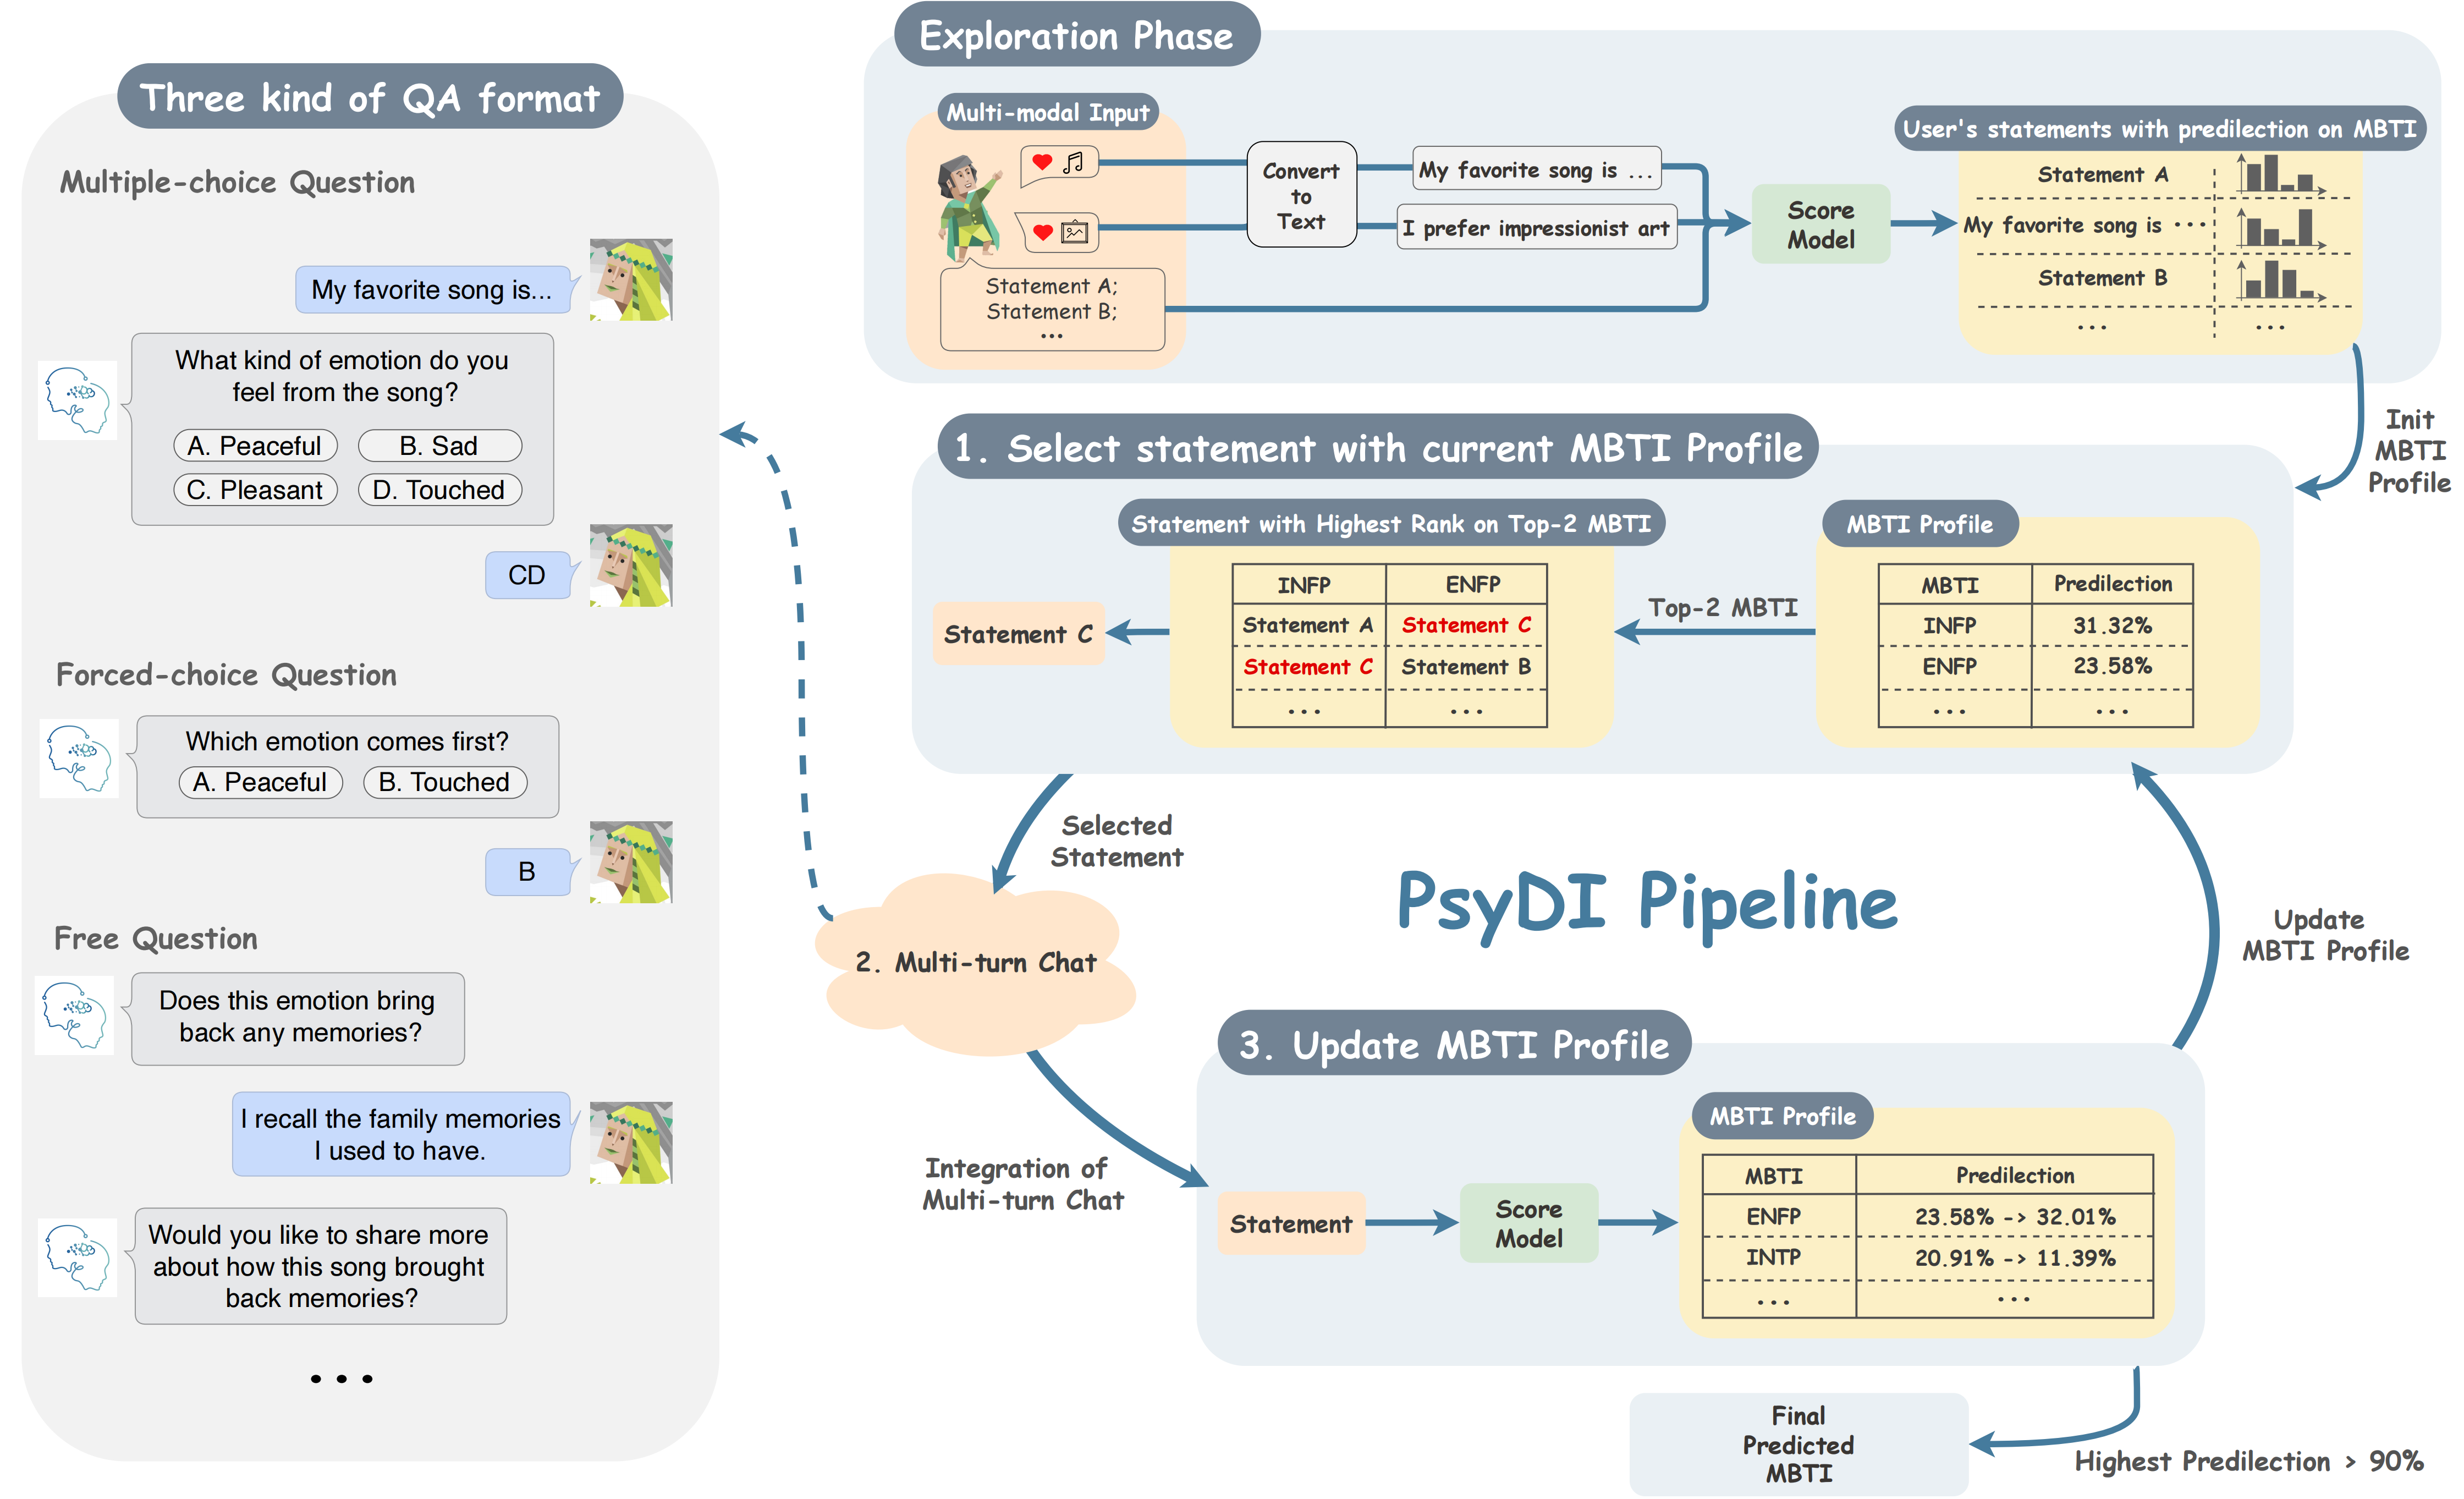 Three kind of QA format
Multiple-choice Question
My favorite song is...
What kind of emotion do you
feel from the song?
A. Peaceful
B. Sad
C. Pleasant
D. Touched
CD
Forced-choice Question
Which emotion comes first?
A. Peaceful
B. Touched
B
Free Question
Does this emotion bring
back any memories?
I recall the family memories
I used to have.
Would you like to share more
about how this song brought
back memories?
...
Exploration Phase
Multi-modal Input
Statement A;
Statement B;
...
Convert
to
Text
My favorite song is ...
I prefer impressionist art
Score
Model
User's statements with predilection on MBTI
Statement A
My favorite song is ...
Statement B
... ...
Init
MBTI
Profile
1. Select statement with current MBTI Profile
MBTI Profile
MBTI Predilection
INFP 31.32%
ENFP 23.58%
... ...
Top-2 MBTI
Statement with Highest Rank on Top-2 MBTI
INFP ENFP
Statement A Statement C
Statement C Statement B
... ...
Statement C
Selected
Statement
2. Multi-turn Chat
PsyDI Pipeline
Integration of
Multi-turn Chat
3. Update MBTI Profile
Statement
Score
Model
MBTI Profile
MBTI Predilection
ENFP 23.58% -> 32.01%
INTP 20.91% -> 11.39%
... ...
Update
MBTI Profile
Highest Predilection > 90%
Final
Predicted
MBTI